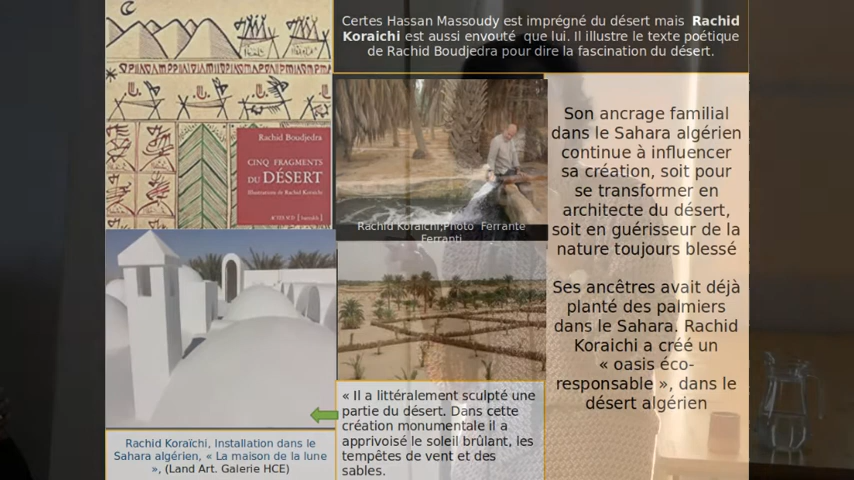 Certes Hassan Massoudy est imprégné du désert mais Rachid
Koraichi est aussi envouté que lui. Il illustre le texte poétique
de Rachid Boudjedra pour dire la fascination du désert.
Rachid Boudjedra
CINQ FRAGMENTS
DU DÉSERT
Illustrations de Rachid Koraïchi
Rachid Koraichi;Photo Ferrante
Ferranti
Son ancrage familial
dans le Sahara algérien
continue à influencer
sa création, soit pour
se transformer en
architecte du désert,
soit en guérisseur de la
nature toujours blessé
Ses ancêtres avait déjà
planté des palmiers
dans le Sahara. Rachid
Koraichi a créé un
« oasis éco-
responsable », dans le
désert algérien
« Il a littéralement sculpté une
partie du désert. Dans cette
création monumentale il a
apprivoisé le soleil brûlant, les
tempêtes de vent et des
sables.
Rachid Koraïchi, Installation dans le
Sahara algérien, « La maison de la lune
», (Land Art. Galerie HCE)